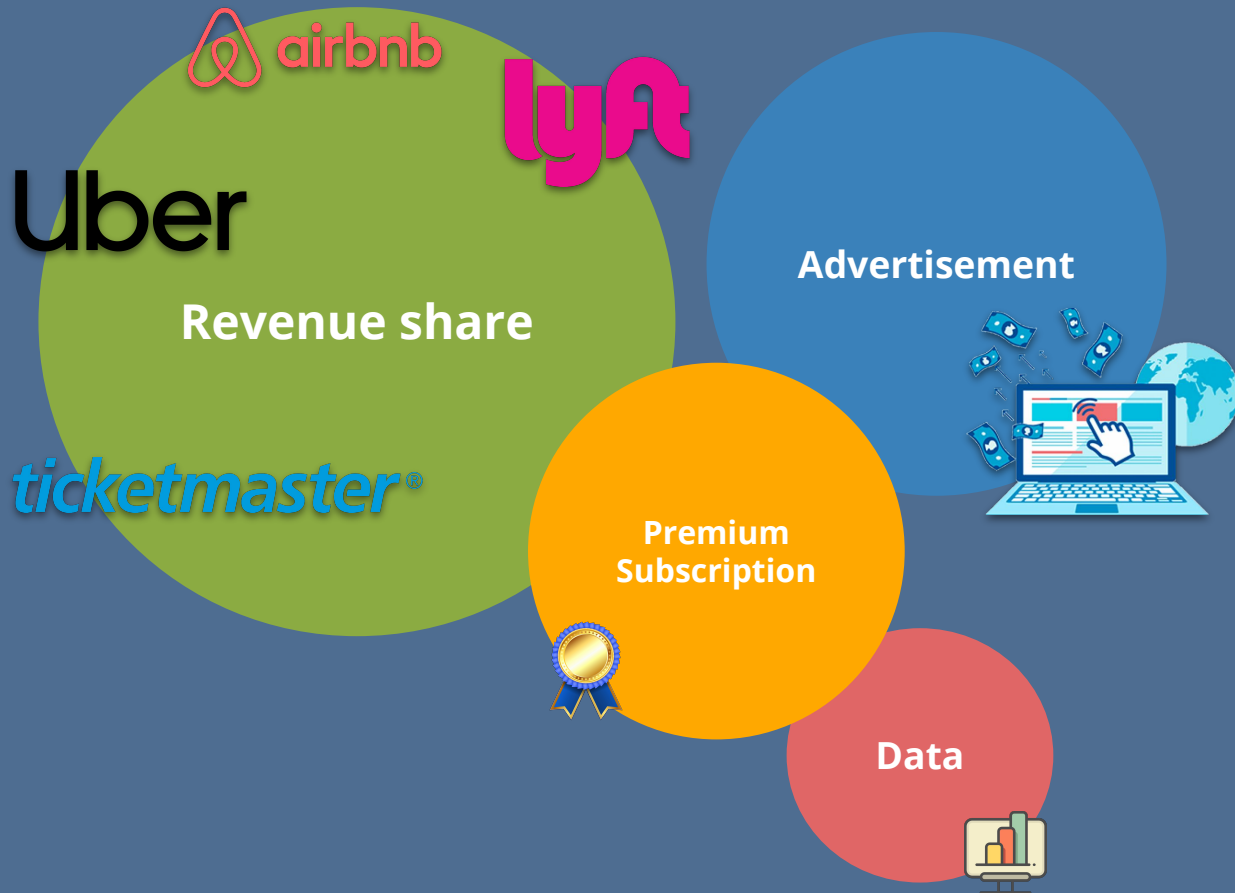 airbnb
lyft
Uber
Advertisement
Revenue share
ticketmaster®
Premium
Subscription
Data